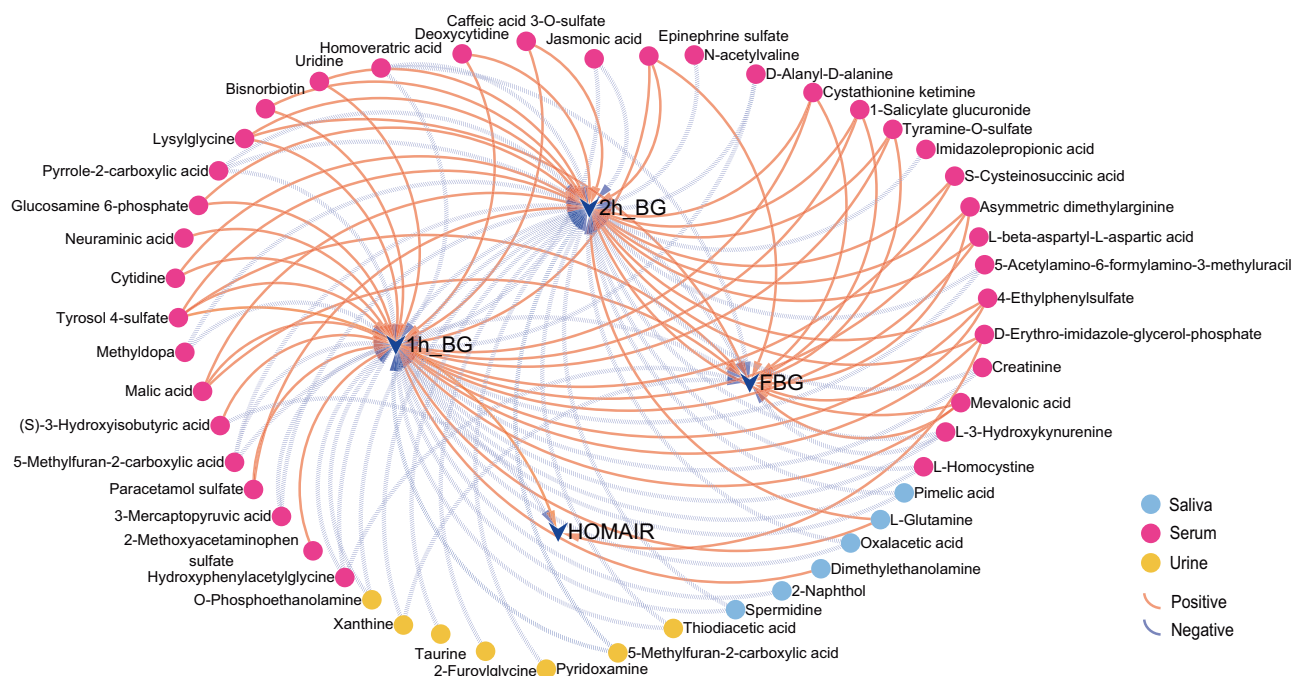 Caffeic acid 3-O-sulfate
Deoxycytidine
Jasmonic acid
Epinephrine sulfate
Homoveratric acid
N-acetylvaline
Uridine
D-Alanyl-D-alanine
Bisnorbiotin
Cystathionine ketimine
1-Salicylate glucuronide
Lysylglycine
Tyramine-O-sulfate
Imidazolepropionic acid
Pyrrole-2-carboxylic acid
S-Cysteinosuccinic acid
Glucosamine 6-phosphate
2h_BG
Asymmetric dimethylarginine
Neuraminic acid
L-beta-aspartyl-L-aspartic acid
5-Acetylamino-6-formylamino-3-methyluracil
Cytidine
4-Ethylphenylsulfate
Tyrosol 4-sulfate
D-Erythro-imidazole-glycerol-phosphate
1h_BG
Methyldopa
Creatinine
FBG
Malic acid
Mevalonic acid
(S)-3-Hydroxyisobutyric acid
L-3-Hydroxykynurenine
5-Methylfuran-2-carboxylic acid
L-Homocystine
Paracetamol sulfate
Pimelic acid
Saliva
3-Mercaptopyruvic acid
L-Glutamine
HOMAIR
Serum
2-Methoxyacetaminophen
sulfate
Oxalacetic acid
Urine
Hydroxyphenylacetylglycine
Dimethylethanolamine
O-Phosphoethanolamine
2-Naphthol
Positive
Spermidine
Xanthine
Thiodiacetic acid
Negative
Taurine
5-Methylfuran-2-carboxylic acid
2-Furoylglycine
Pyridoxamine